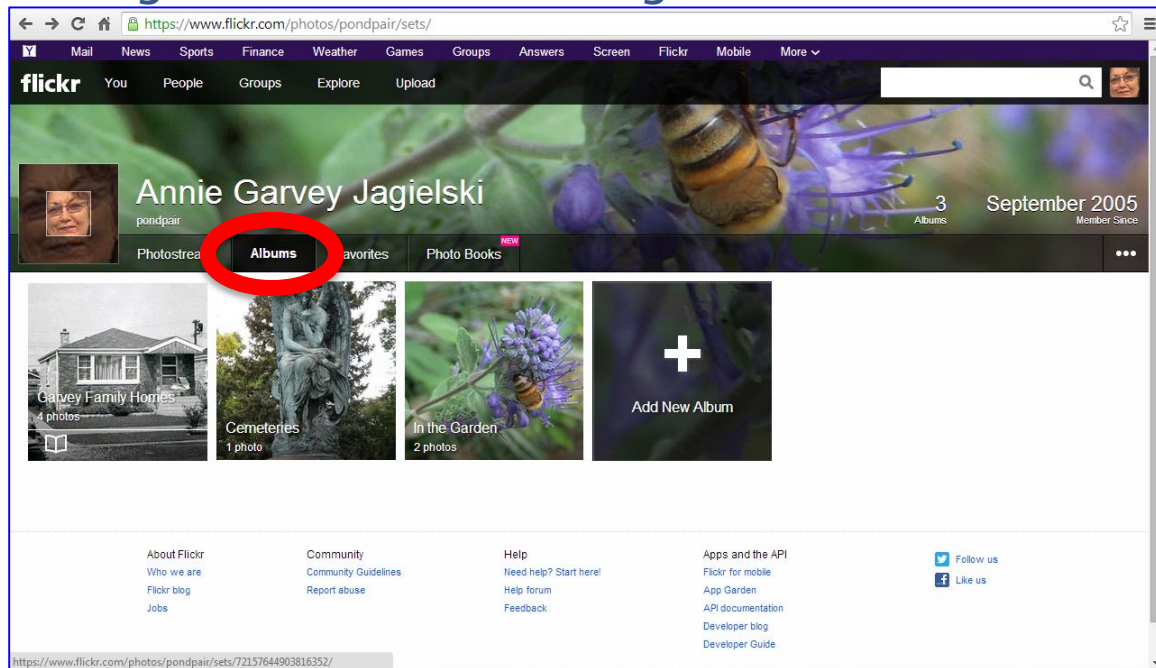 https://www.flickr.com/photos/pondpair/sets/
Y Mail News Sports Finance Weather Games Groups Answers Screen Flickr Mobile More
flickr You People Groups Explore Upload
Annie Garvey Jagielski
pondpair
3
Albums
September 2005
Member Since
Photostrea Albums avorites Photo Books NEW
Garvey Family Homes
4 photos
Cemeteries
1 photo
In the Garden
2 photos
Add New Album
About Flickr
Who we are
Flickr blog
Jobs
Community
Community Guidelines
Report abuse
Help
Need help? Start here!
Help forum
Feedback
Apps and the API
Flickr for mobile
App Garden
API documentation
Developer blog
Developer Guide
Follow us
Like us
https://www.flickr.com/photos/pondpair/sets/72157644903816352/